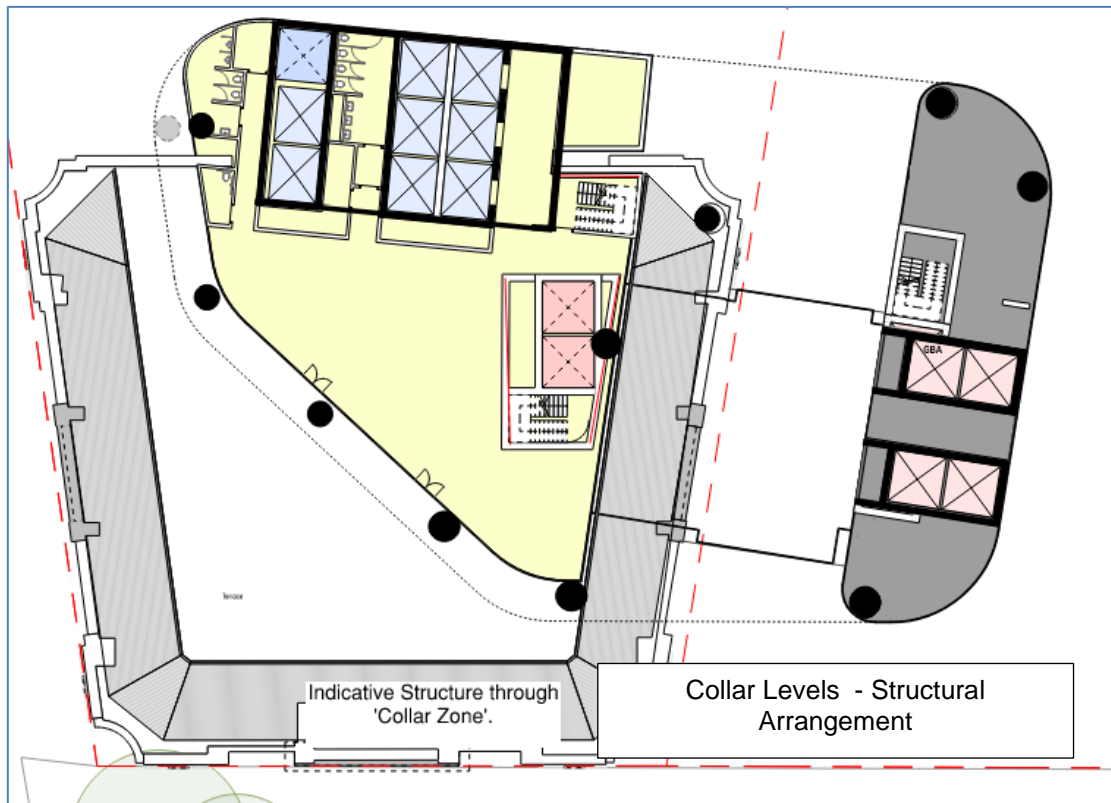 GBA
Terrace
Indicative Structure through
'Collar Zone'.
Collar Levels - Structural
Arrangement